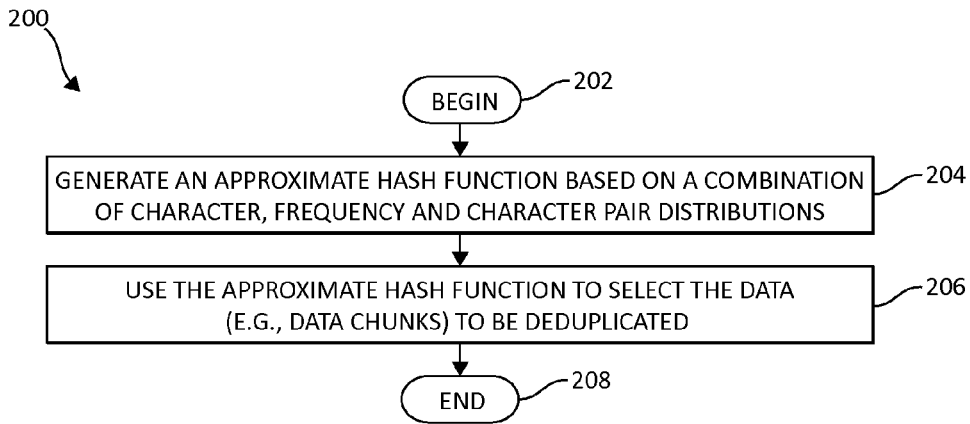 200
BEGIN
202
GENERATE AN APPROXIMATE HASH FUNCTION BASED ON A COMBINATION
OF CHARACTER, FREQUENCY AND CHARACTER PAIR DISTRIBUTIONS
204
USE THE APPROXIMATE HASH FUNCTION TO SELECT THE DATA
(E.G., DATA CHUNKS) TO BE DEDUPLICATED
206
END
208